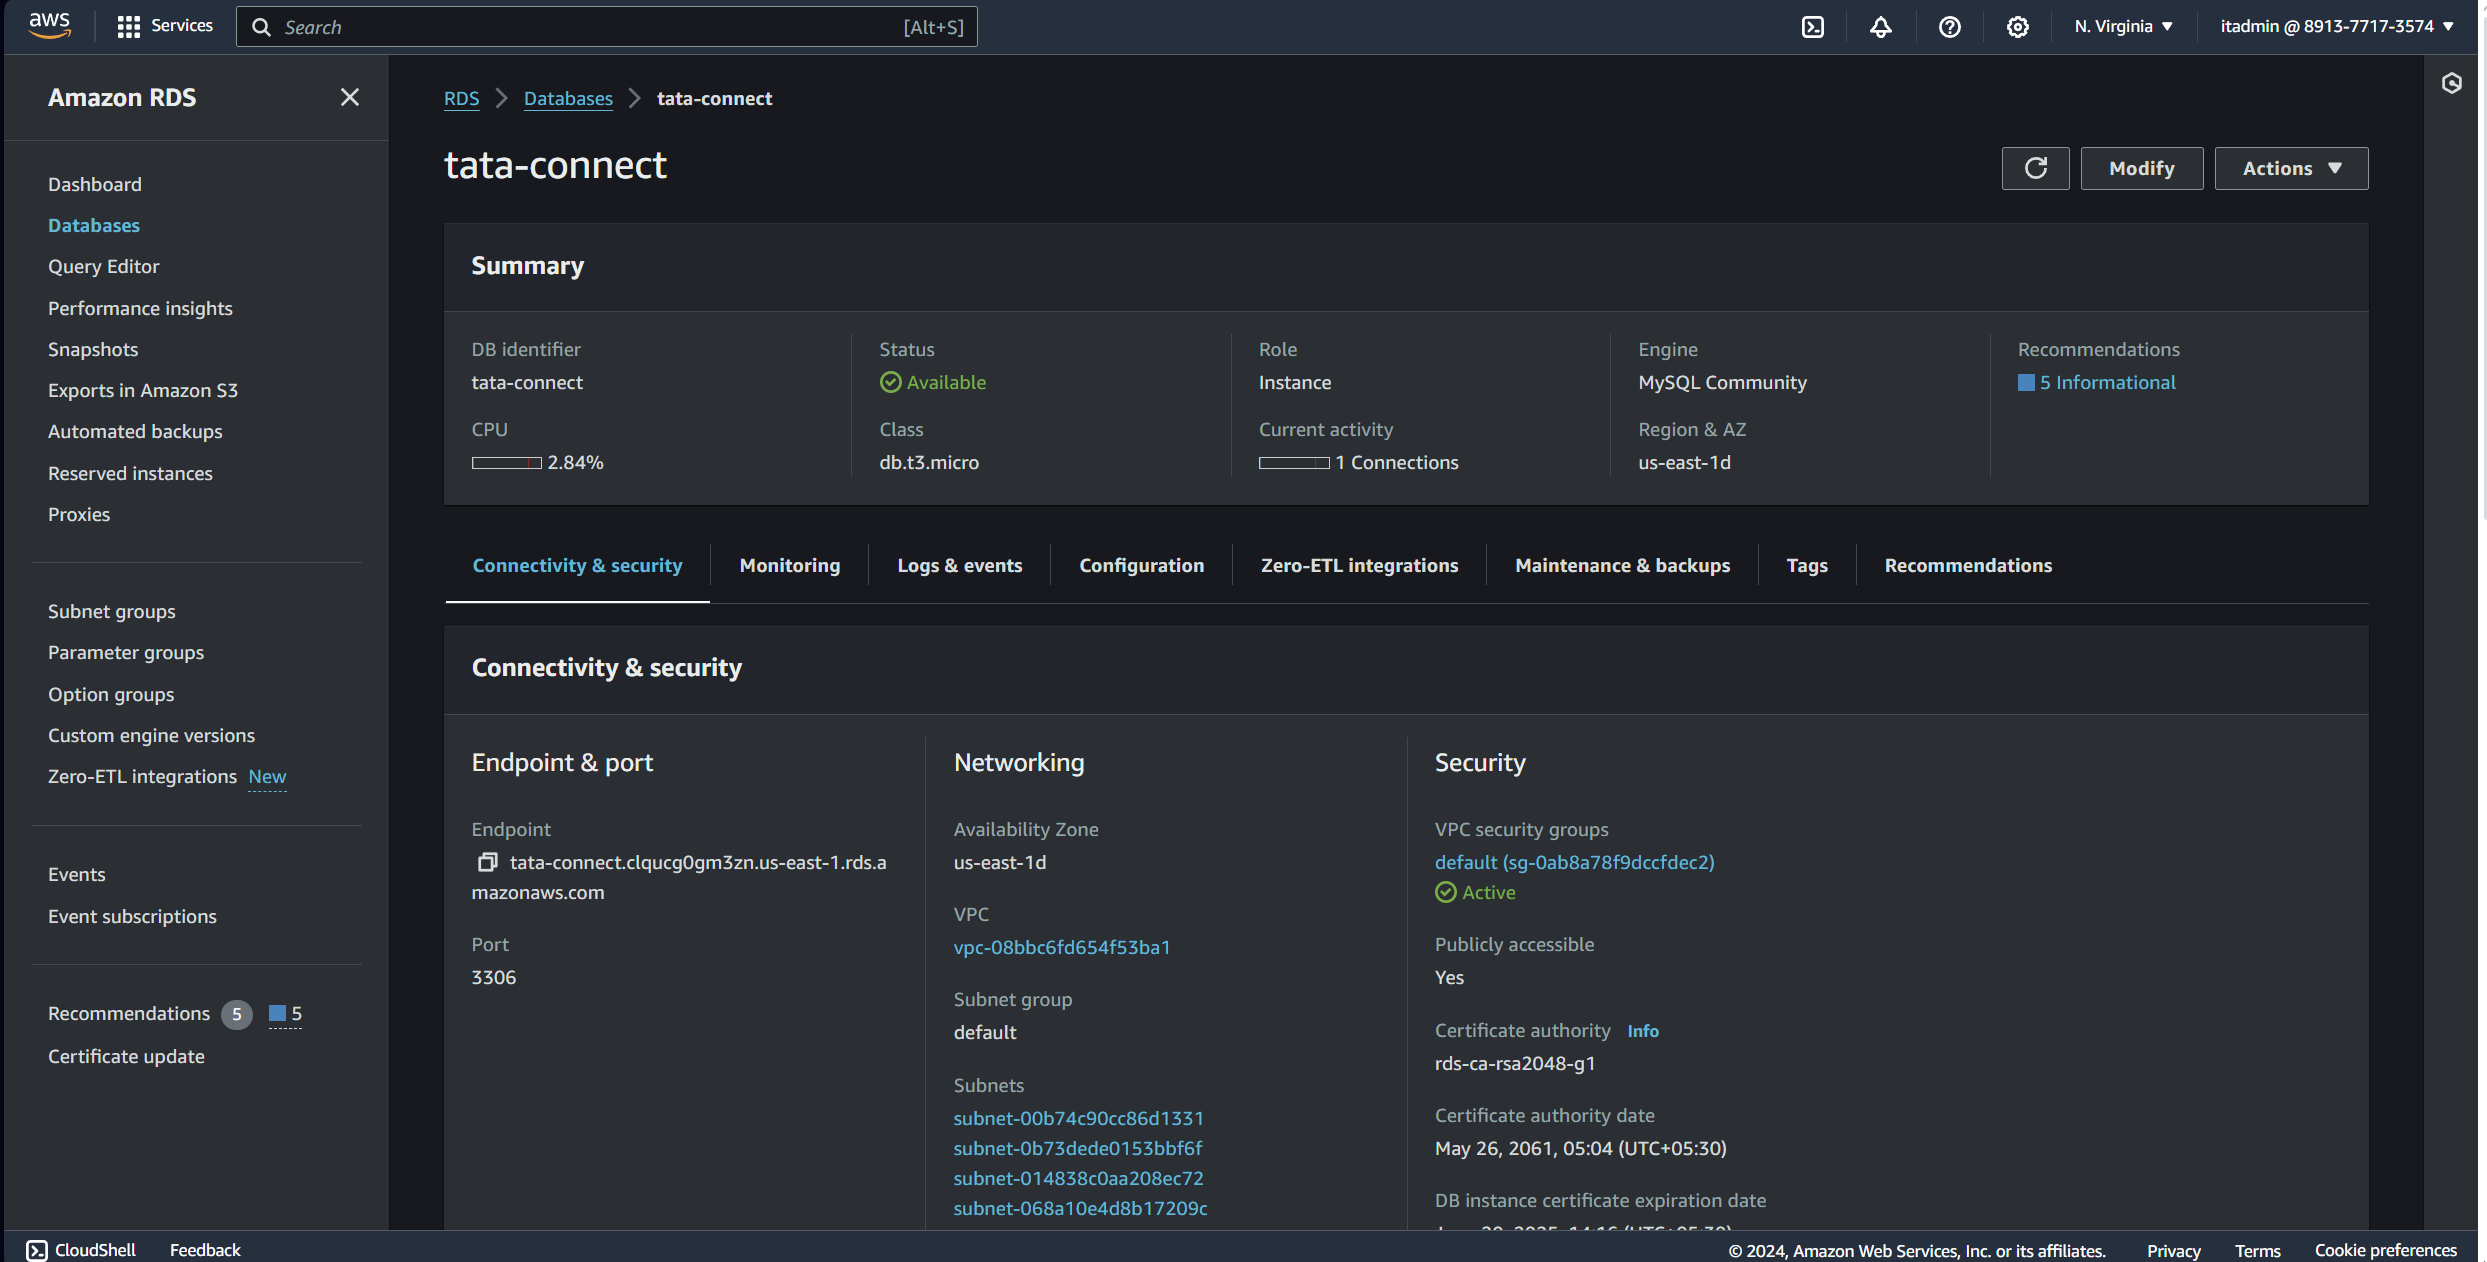 aws
Services
Search [Alt+S]
N. Virginia
itadmin @ 8913-7717-3574
Amazon RDS
Dashboard
Databases
Query Editor
Performance insights
Snapshots
Exports in Amazon S3
Automated backups
Reserved instances
Proxies
Subnet groups
Parameter groups
Option groups
Custom engine versions
Zero-ETL integrations New
Events
Event subscriptions
Recommendations 5 5
Certificate update
RDS Databases tata-connect
tata-connect
Modify
Actions
Summary
DB identifier
tata-connect
Status
Available
Role
Instance
Engine
MySQL Community
Recommendations
5 Informational
CPU
2.84%
Class
db.t3.micro
Current activity
1 Connections
Region & AZ
us-east-1d
Connectivity & security
Monitoring
Logs & events
Configuration
Zero-ETL integrations
Maintenance & backups
Tags
Recommendations
Connectivity & security
Endpoint & port
Endpoint
tata-connect.clqucg0gm3zn.us-east-1.rds.a
mazonaws.com
Port
3306
Networking
Availability Zone
us-east-1d
VPC
vpc-08bbc6fd654f53ba1
Subnet group
default
Subnets
subnet-00b74c90cc86d1331
subnet-0b73dede0153bbf6f
subnet-014838c0aa208ec72
subnet-068a10e4d8b17209c
Security
VPC security groups
default (sg-0ab8a78f9dccfdec2)
Active
Publicly accessible
Yes
Certificate authority Info
rds-ca-rsa2048-g1
Certificate authority date
May 26, 2061, 05:04 (UTC+05:30)
DB instance certificate expiration date
CloudShell
Feedback
© 2024, Amazon Web Services, Inc. or its affiliates.
Privacy
Terms
Cookie preferences